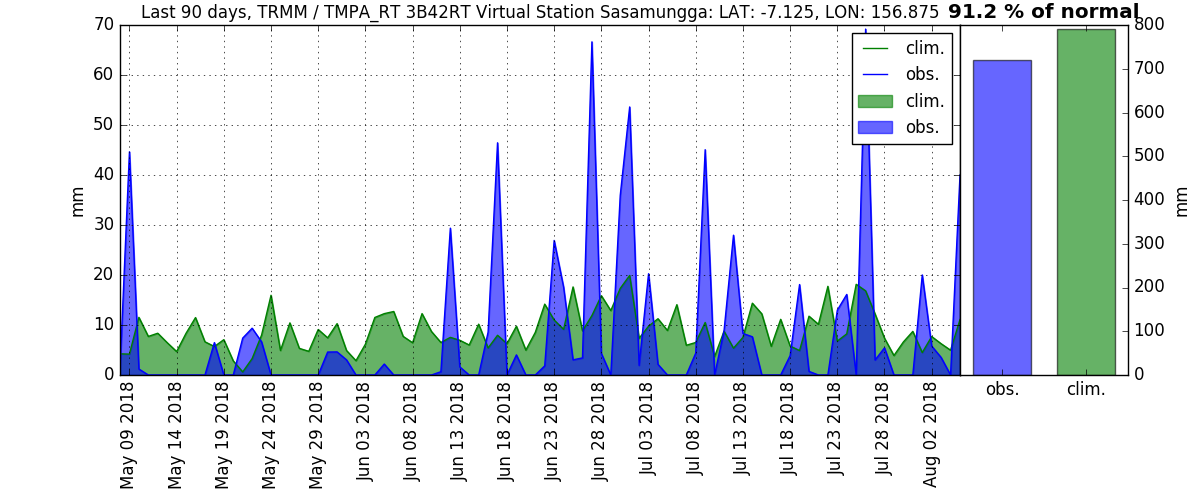 Last 90 days, TRMM / TMPA_RT 3B42RT Virtual Station Sasamungga: LAT: -7.125, LON: 156.875 91.2 % of normal
clim.
obs.
clim.
obs.
mm
70
60
50
40
30
20
10
0
May 09 2018
May 14 2018
May 19 2018
May 24 2018
May 29 2018
Jun 03 2018
Jun 08 2018
Jun 13 2018
Jun 18 2018
Jun 23 2018
Jun 28 2018
Jul 03 2018
Jul 08 2018
Jul 13 2018
Jul 18 2018
Jul 23 2018
Jul 28 2018
Aug 02 2018
obs.
clim.
800
700
600
500
400
300
200
100
0
mm